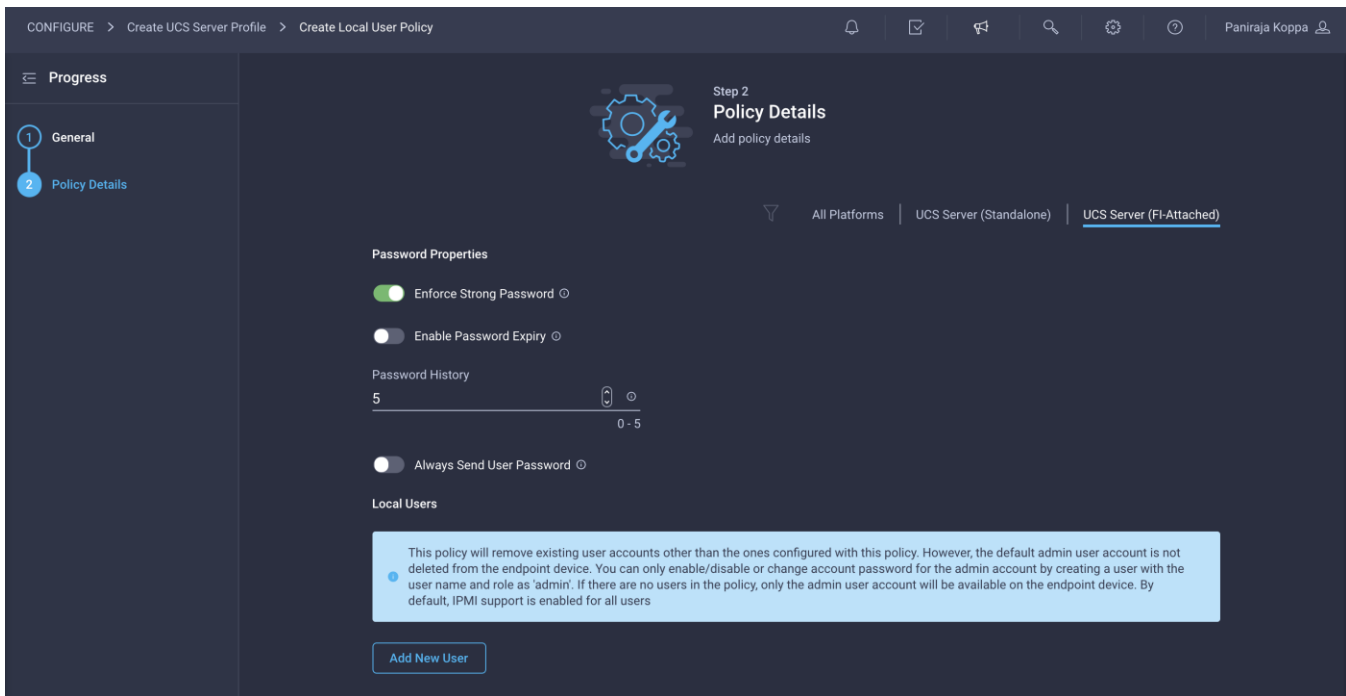 CONFIGURE > Create UCS Server Profile > Create Local User Policy
Paniraja Koppa
Progress
1 General
2 Policy Details
Step 2
Policy Details
Add policy details
All Platforms
UCS Server (Standalone)
UCS Server (FI-Attached)
Password Properties
Enforce Strong Password
Enable Password Expiry
Password History
5
0 - 5
Always Send User Password
Local Users
This policy will remove existing user accounts other than the ones configured with this policy. However, the default admin user account is not
deleted from the endpoint device. You can only enable/disable or change account password for the admin account by creating a user with the
user name and role as 'admin'. If there are no users in the policy, only the admin user account will be available on the endpoint device. By
default, IPMI support is enabled for all users
Add New User